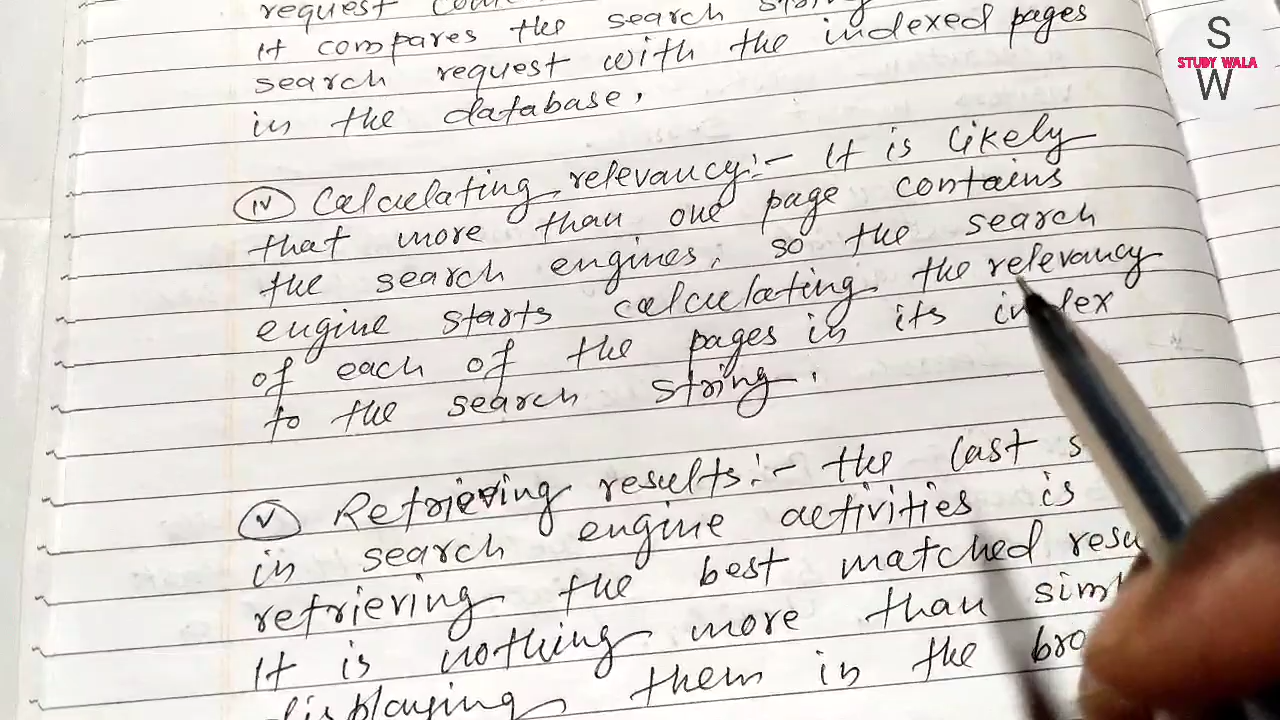 request
It compares the search
search request with the indexed pages
in the database.
(iv) Calculating relevancy:- It is likely
that more than one page contains
the search engines, so the search
engine starts calculating the relevancy
of each of the pages in its index
to the search string.
(v) Retrieving results:- the last
in search engine activities is
retrieving the best matched
It is nothing more than
displaying them in the
S
STUDY WALA
W